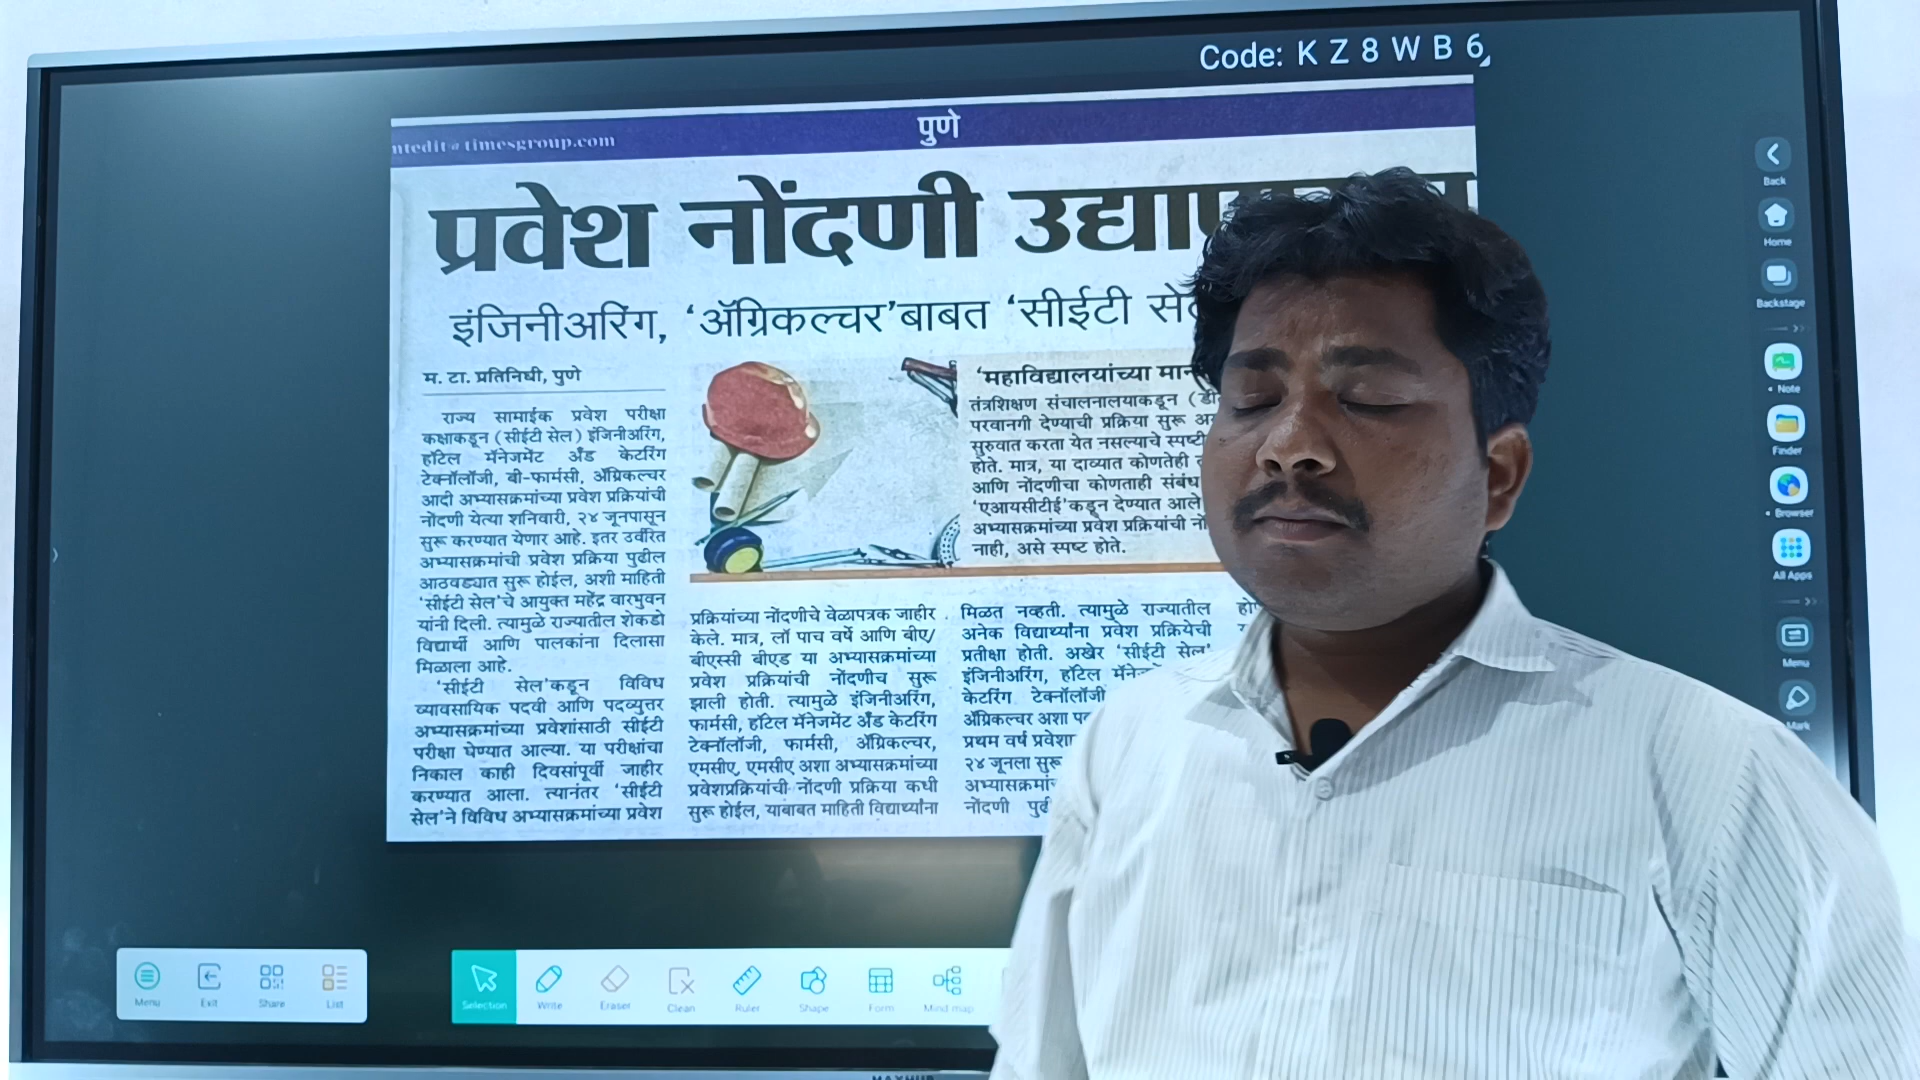 Code: K Z 8 W B 6
ntedit@timesgroup.com
पुणे
प्रवेश नोंदणी
इंजिनीअरिंग, ‘ॲग्रिकल्चर’बाबत ‘सीईटी
म. टा. प्रतिनिधी, पुणे
राज्य सामाईक प्रवेश परीक्षा
कक्षाकडून (सीईटी सेल) इंजिनीअरिंग,
हॉटेल मॅनेजमेंट अँड केटरिंग
टेक्नॉलॉजी, बी-फार्मसी, ॲग्रिकल्चर
आदी अभ्यासक्रमांच्या प्रवेश प्रक्रियांची
नोंदणी येत्या शनिवारी, २४ जूनपासून
सुरू करण्यात येणार आहे. इतर उर्वरित
अभ्यासक्रमांची प्रवेश प्रक्रिया पुढील
आठवड्यात सुरू होईल, अशी माहिती
‘सीईटी सेल’चे आयुक्त महेंद्र वारभुवन
यांनी दिली. त्यामुळे राज्यातील शेकडो
विद्यार्थी आणि पालकांना दिलासा
मिळाला आहे.
‘सीईटी सेल’कडून विविध
व्यावसायिक पदवी आणि पदव्युत्तर
अभ्यासक्रमांच्या प्रवेशांसाठी सीईटी
परीक्षा घेण्यात आल्या. या परीक्षांचा
निकाल काही दिवसांपूर्वी जाहीर
करण्यात आला. त्यानंतर ‘सीईटी
सेल’ने विविध अभ्यासक्रमांच्या प्रवेश
प्रक्रियांच्या नोंदणीचे वेळापत्रक जाहीर
केले. मात्र, लॉ पाच वर्षे आणि बीए/
बीएस्सी बीएड या अभ्यासक्रमांच्या
प्रवेश प्रक्रियांची नोंदणीच सुरू
झाली होती. त्यामुळे इंजिनीअरिंग,
फार्मसी, हॉटेल मॅनेजमेंट अँड केटरिंग
टेक्नॉलॉजी, फार्मसी, ॲग्रिकल्चर,
एमसीए, एमसीए अशा अभ्यासक्रमांच्या
प्रवेशप्रक्रियांची नोंदणी प्रक्रिया कधी
सुरू होईल, याबाबत माहिती विद्यार्थ्यांना
‘महाविद्यालयांच्या
तंत्रशिक्षण संचालनालयाकडून
परवानगी देण्याची प्रक्रिया सुरू
सुरुवात करता येत नसल्याचे
होते. मात्र, या दाव्यात कोणतेही
आणि नोंदणीचा कोणताही संबंध
‘एआयसीटीई’कडून देण्यात आले
अभ्यासक्रमांच्या प्रवेश प्रक्रियांची
नाही, असे स्पष्ट होते.
मिळत नव्हती. त्यामुळे राज्यातील
अनेक विद्यार्थ्यांना प्रवेश प्रक्रियेची
प्रतीक्षा होती. अखेर ‘सीईटी सेल’
इंजिनीअरिंग, हॉटेल
केटरिंग टेक्नॉलॉजी
ॲग्रिकल्चर अशा
प्रथम वर्ष
२४ जूनला सुरू
नोंदणी
Back
Home
Backstage
Note
Finder
Browser
All Apps
Menu
Mark
Menu Exit Share List
Selection Write Eraser Clean Ruler Shape Form Mind map